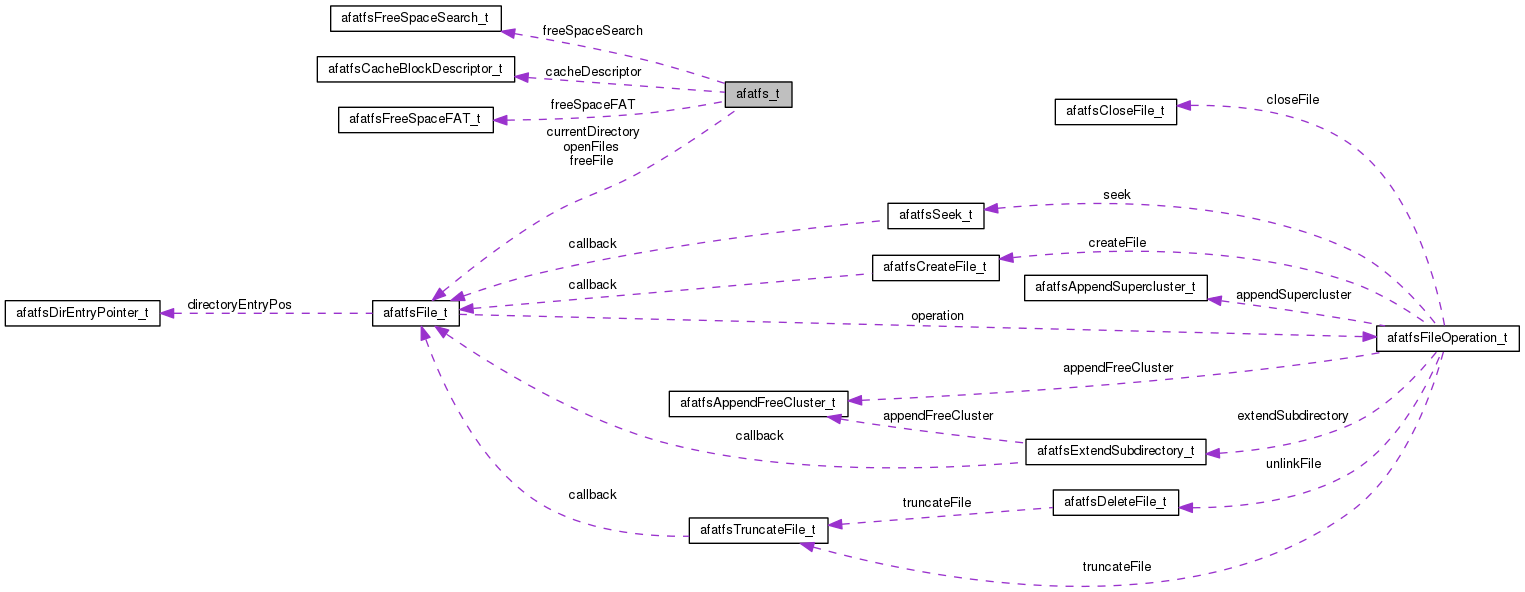 afatfsFreeSpaceSearch_t
freeSpaceSearch
afatfsCacheBlockDescriptor_t
cacheDescriptor
afatfs_t
afatfsFreeSpaceFAT_t
freeSpaceFAT
currentDirectory
openFiles
freeFile
closeFile
afatfsCloseFile_t
seek
afatfsSeek_t
callback
createFile
afatfsCreateFile_t
callback
afatfsAppendSupercluster_t
appendSupercluster
directoryEntryPos
afatfsDirEntryPointer_t
afatfsFile_t
operation
afatfsFileOperation_t
appendFreeCluster
afatfsAppendFreeCluster_t
appendFreeCluster
extendSubdirectory
callback
afatfsExtendSubdirectory_t
unlinkFile
callback
truncateFile
afatfsDeleteFile_t
afatfsTruncateFile_t
truncateFile